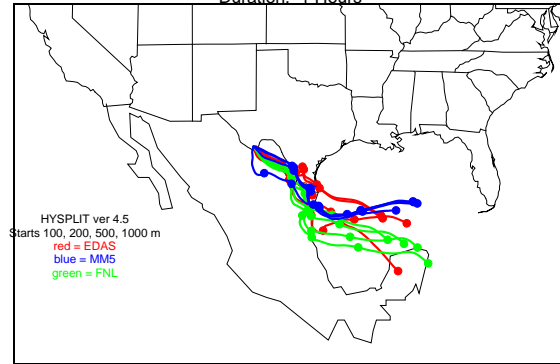 HYSPLIT ver 4.5
Starts 100, 200, 500, 1000 m
red = EDAS
blue = MM5
green = FNL